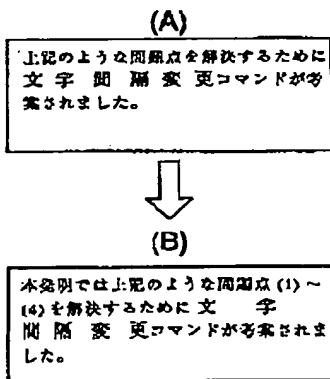 (A)
上記のような問題点を解決するために
文 字 間 隔 変 更コマンドが考
案されました。
(B)
本発明では上記のような問題点(1)~
(4)を解決するために 文 字
間 隔 変 更コマンドが考案されま
した。